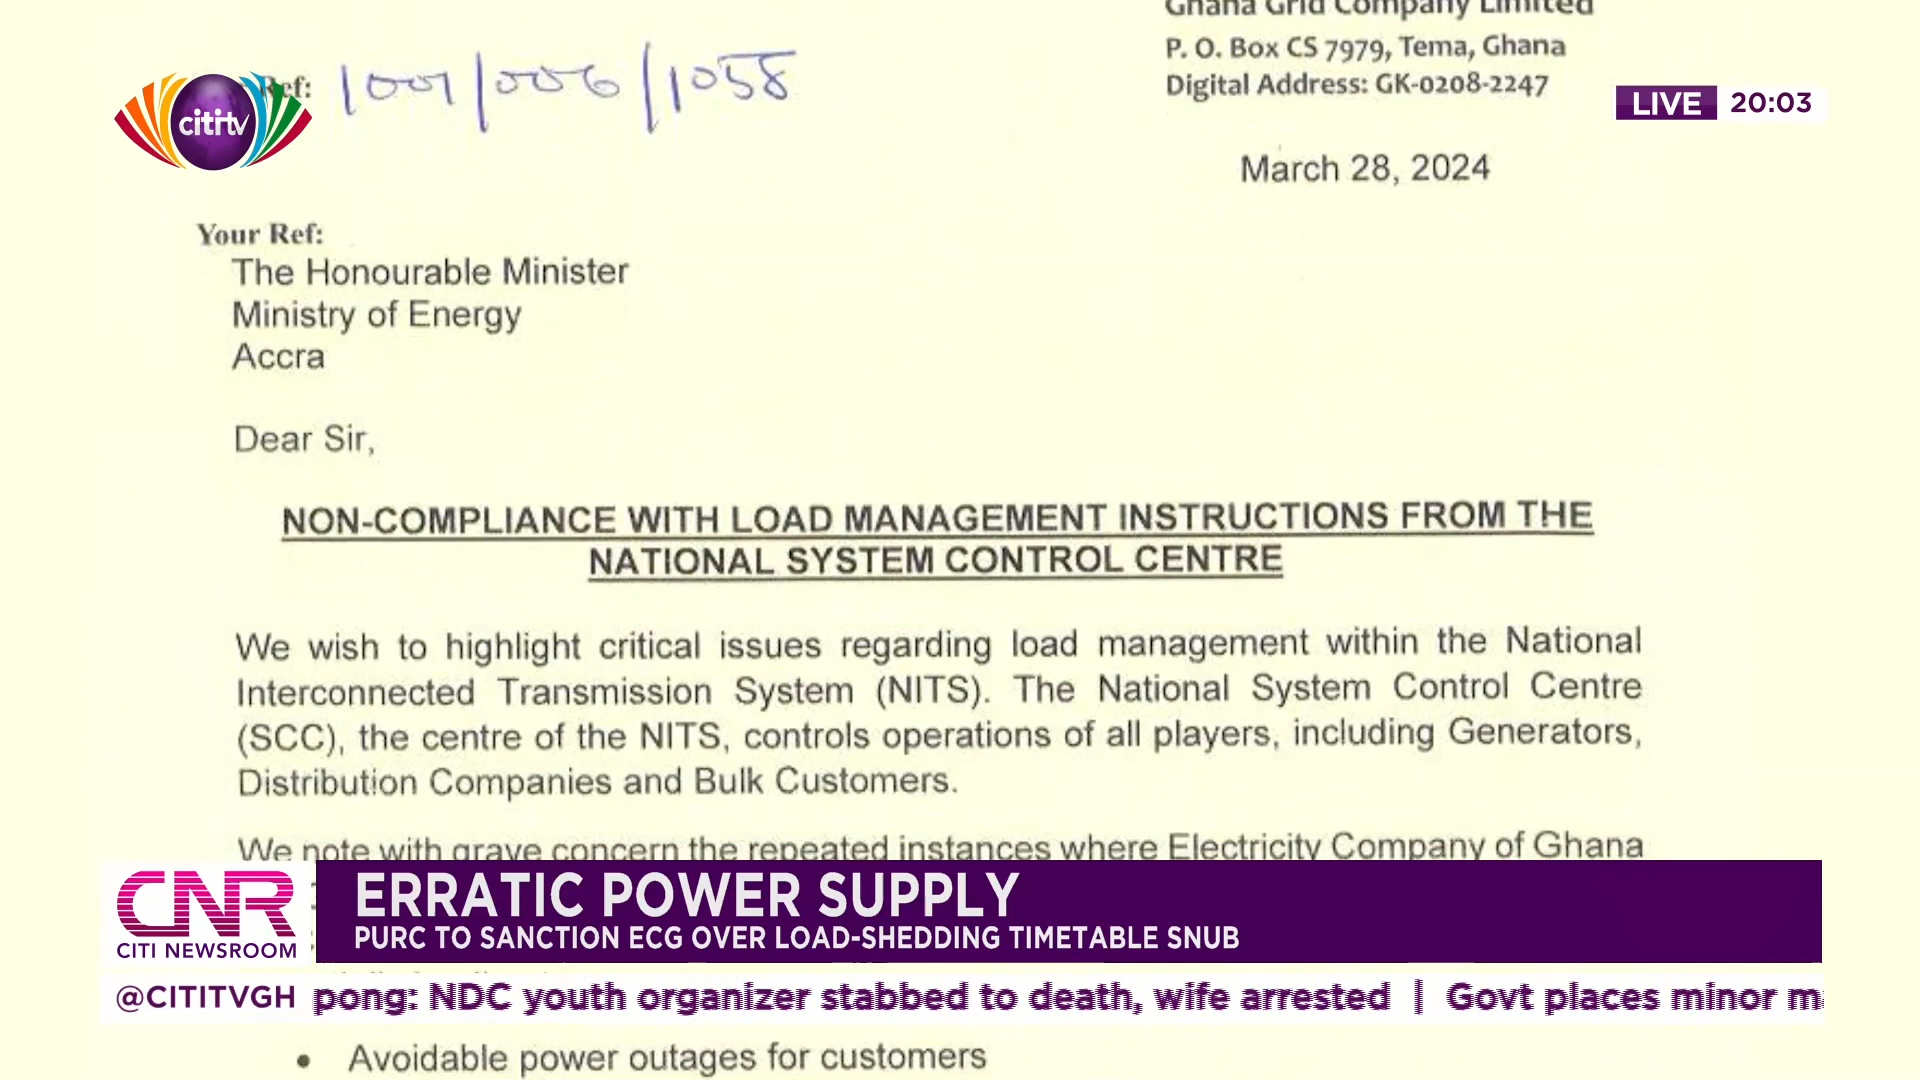 Ghana Grid Company Limited
P. O. Box CS 7979, Tema, Ghana
Digital Address: GK-0208-2247
Ref: 1001/006/1058
citi tv
LIVE 20:03
March 28, 2024
Your Ref:
The Honourable Minister
Ministry of Energy
Accra
Dear Sir,
NON-COMPLIANCE WITH LOAD MANAGEMENT INSTRUCTIONS FROM THE
NATIONAL SYSTEM CONTROL CENTRE
We wish to highlight critical issues regarding load management within the National
Interconnected Transmission System (NITS). The National System Control Centre
(SCC), the centre of the NITS, controls operations of all players, including Generators,
Distribution Companies and Bulk Customers.
We note with grave concern the repeated instances where Electricity Company of Ghana
CNR
CITI NEWSROOM
ERRATIC POWER SUPPLY
PURC TO SANCTION ECG OVER LOAD-SHEDDING TIMETABLE SNUB
@CITITVGH pong: NDC youth organizer stabbed to death, wife arrested | Govt places minor
• Avoidable power outages for customers